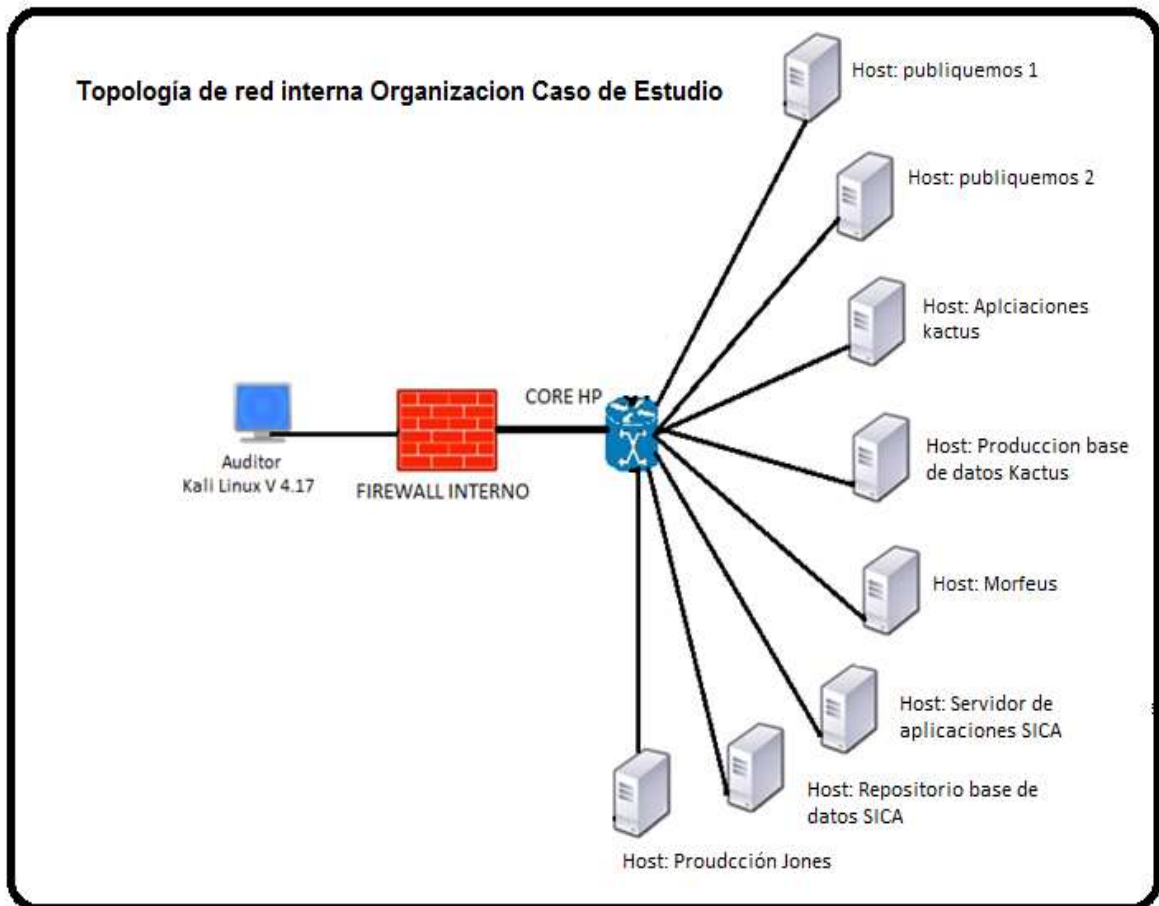 Topología de red interna Organizacion Caso de Estudio
Host: publiquemos 1
Host: publiquemos 2
Host: Aplciaciones
kactus
CORE HP
Host: Produccion base
de datos Kactus
Auditor
Kali Linux V 4.17
FIREWALL INTERNO
Host: Morfeus
Host: Servidor de
aplicaciones SICA
Host: Repositorio base de
datos SICA
Host: Proudcción Jones